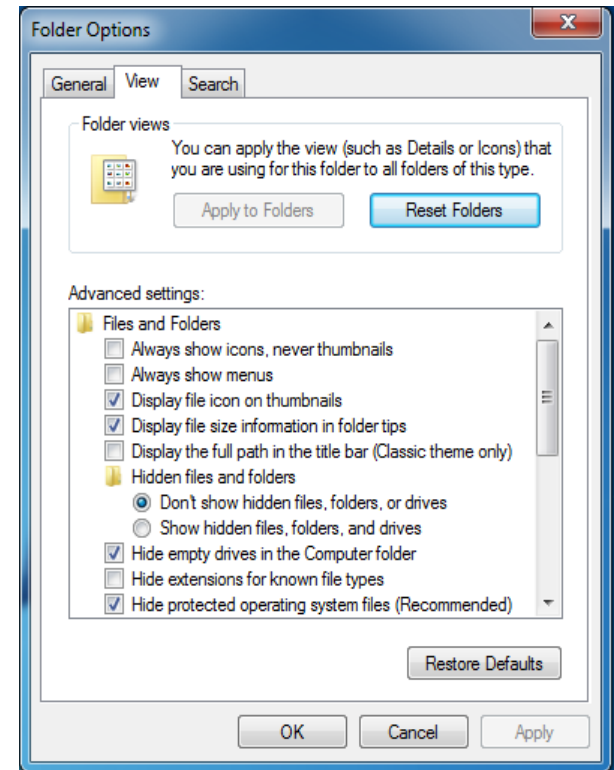 Folder Options
General View Search
Folder views
You can apply the view (such as Details or Icons) that
you are using for this folder to all folders of this type.
Apply to Folders Reset Folders
Advanced settings:
Files and Folders
Always show icons, never thumbnails
Always show menus
Display file icon on thumbnails
Display file size information in folder tips
Display the full path in the title bar (Classic theme only)
Hidden files and folders
Don't show hidden files, folders, or drives
Show hidden files, folders, and drives
Hide empty drives in the Computer folder
Hide extensions for known file types
Hide protected operating system files (Recommended)
Restore Defaults
OK Cancel Apply